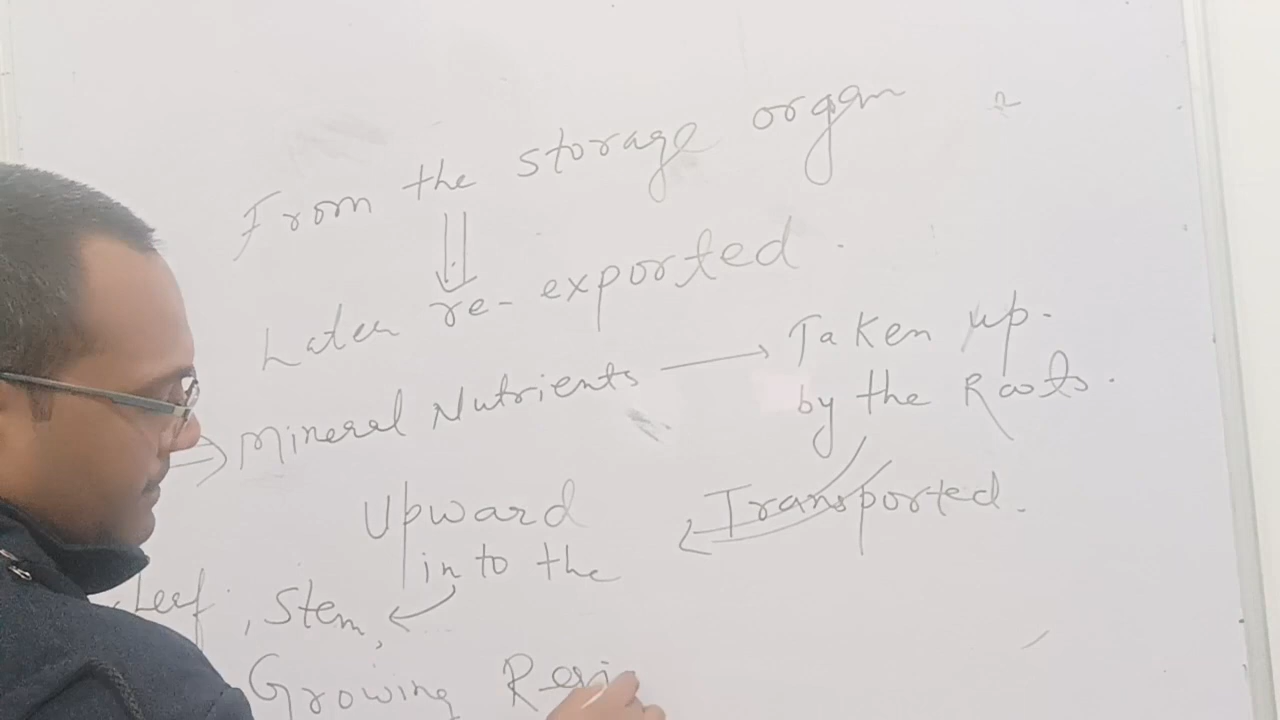 From the storage organ
Later re-exported.
⇒ Mineral Nutrients → Taken up.
by the Roots.
Transported.
Upward
in to the
Leef, Stem,
Growing